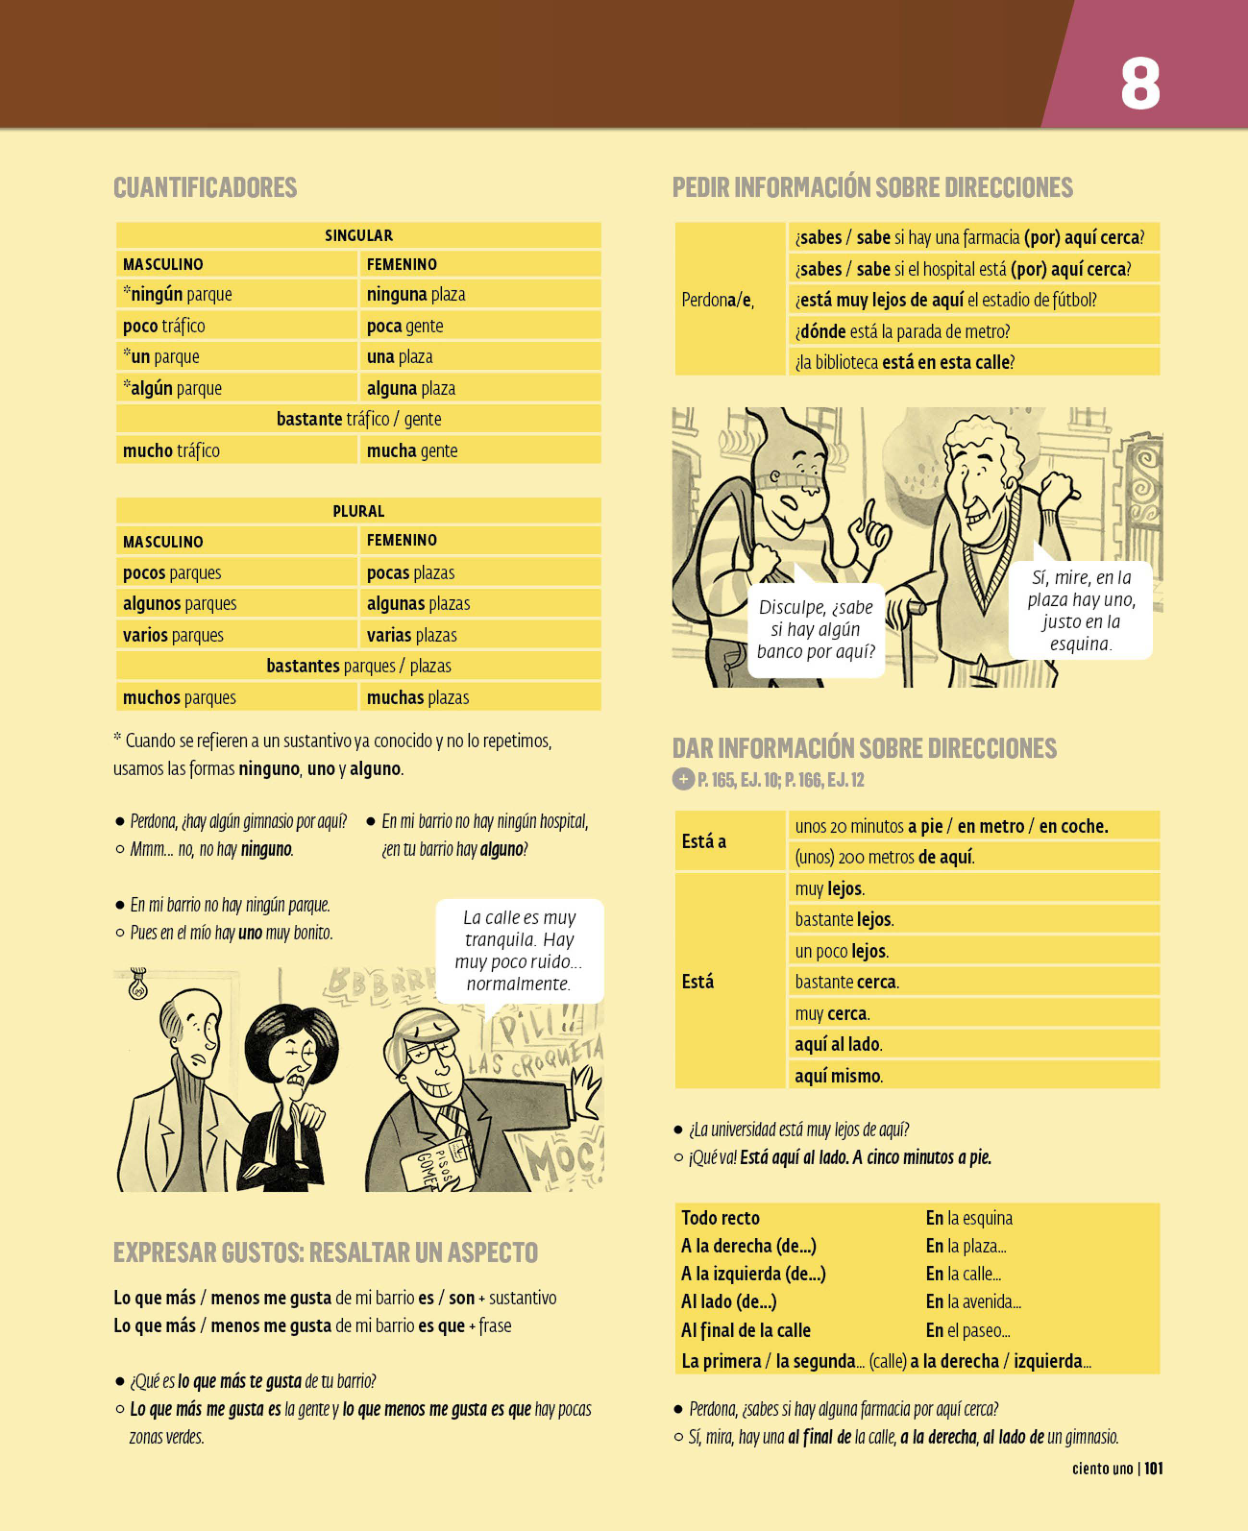 8
CUANTIFICADORES
SINGULAR
MASCULINO FEMENINO
*ningún parque ninguna plaza
poco tráfico poca gente
*un parque una plaza
*algún parque alguna plaza
bastante tráfico / gente
mucho tráfico mucha gente
PLURAL
MASCULINO FEMENINO
pocos parques pocas plazas
algunos parques algunas plazas
varios parques varias plazas
bastantes parques / plazas
muchos parques muchas plazas
* Cuando se refieren a un sustantivo ya conocido y no lo repetimos,
usamos las formas ninguno, uno y alguno.
● Perdona, ¿hay algún gimnasio por aquí?
○ Mmm... no, no hay ninguno.
● En mi barrio no hay ningún hospital,
¿en tu barrio hay alguno?
● En mi barrio no hay ningún parque.
○ Pues en el mío hay uno muy bonito.
La calle es muy
tranquila. Hay
muy poco ruido...
normalmente.
BBBRR
PILI!!
LAS CROQUETA
MOC
PISOS
GOMEZ
EXPRESAR GUSTOS: RESALTAR UN ASPECTO
Lo que más / menos me gusta de mi barrio es / son + sustantivo
Lo que más / menos me gusta de mi barrio es que + frase
● ¿Qué es lo que más te gusta de tu barrio?
○ Lo que más me gusta es la gente y lo que menos me gusta es que hay pocas
zonas verdes.
PEDIR INFORMACIÓN SOBRE DIRECCIONES
Perdona/e,
¿sabes / sabe si hay una farmacia (por) aquí cerca?
¿sabes / sabe si el hospital está (por) aquí cerca?
¿está muy lejos de aquí el estadio de fútbol?
¿dónde está la parada de metro?
¿la biblioteca está en esta calle?
Disculpe, ¿sabe
si hay algún
banco por aquí?
Sí, mire, en la
plaza hay uno,
justo en la
esquina.
DAR INFORMACIÓN SOBRE DIRECCIONES
+ P. 165, EJ. 10; P. 166, EJ. 12
Está a
unos 20 minutos a pie / en metro / en coche.
(unos) 200 metros de aquí.
Está
muy lejos.
bastante lejos.
un poco lejos.
bastante cerca.
muy cerca.
aquí al lado.
aquí mismo.
● ¿La universidad está muy lejos de aquí?
○ ¡Qué va! Está aquí al lado. A cinco minutos a pie.
Todo recto En la esquina
A la derecha (de...) En la plaza...
A la izquierda (de...) En la calle...
Al lado (de...) En la avenida...
Al final de la calle En el paseo...
La primera / la segunda... (calle) a la derecha / izquierda...
● Perdona, ¿sabes si hay alguna farmacia por aquí cerca?
○ Sí, mira, hay una al final de la calle, a la derecha, al lado de un gimnasio.
ciento uno | 101